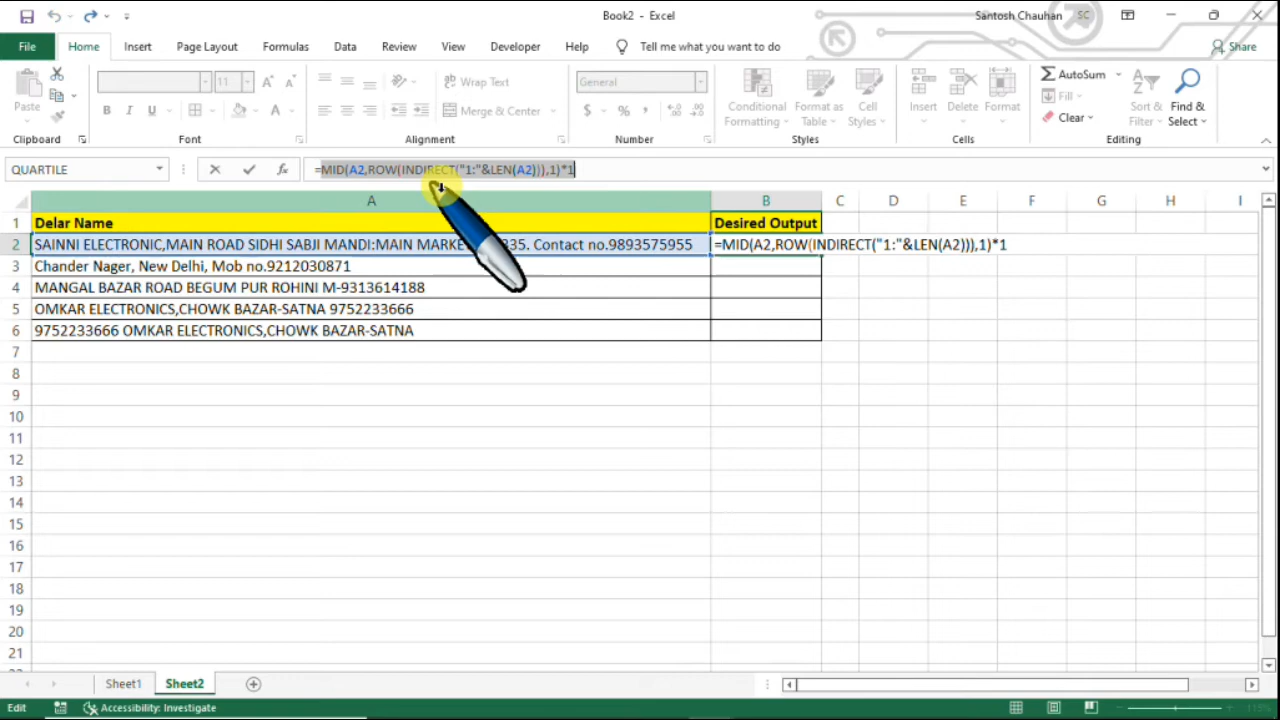 Book2 - Excel
Santosh Chauhan SC
File Home Insert Page Layout Formulas Data Review View Developer Help Tell me what you want to do Share
Paste
11 A A
B I U A
Wrap Text
Merge & Center
General
$ % ,
Conditional Formatting
Format as Table
Cell Styles
Insert Delete Format
AutoSum
Fill
Clear
Sort & Filter
Find & Select
Clipboard Font Alignment Number Styles Cells Editing
QUARTILE fx =MID(A2,ROW(INDIRECT("1:"&LEN(A2))),1)*1
A B C D E F G H I
1 Delar Name Desired Output
2 SAINNI ELECTRONIC,MAIN ROAD SIDHI SABJI MANDI:MAIN 335. Contact no.9893575955 =MID(A2,ROW(INDIRECT("1:"&LEN(A2))),1)*1
3 Chander Nager, New Delhi, Mob no.9212030871
4 MANGAL BAZAR ROAD BEGUM PUR ROHINI M-9313614188
5 OMKAR ELECTRONICS,CHOWK BAZAR-SATNA 9752233666
6 9752233666 OMKAR ELECTRONICS,CHOWK BAZAR-SATNA
7
8
9
10
11
12
13
14
15
16
17
18
19
20
21
Sheet1 Sheet2
Edit Accessibility: Investigate